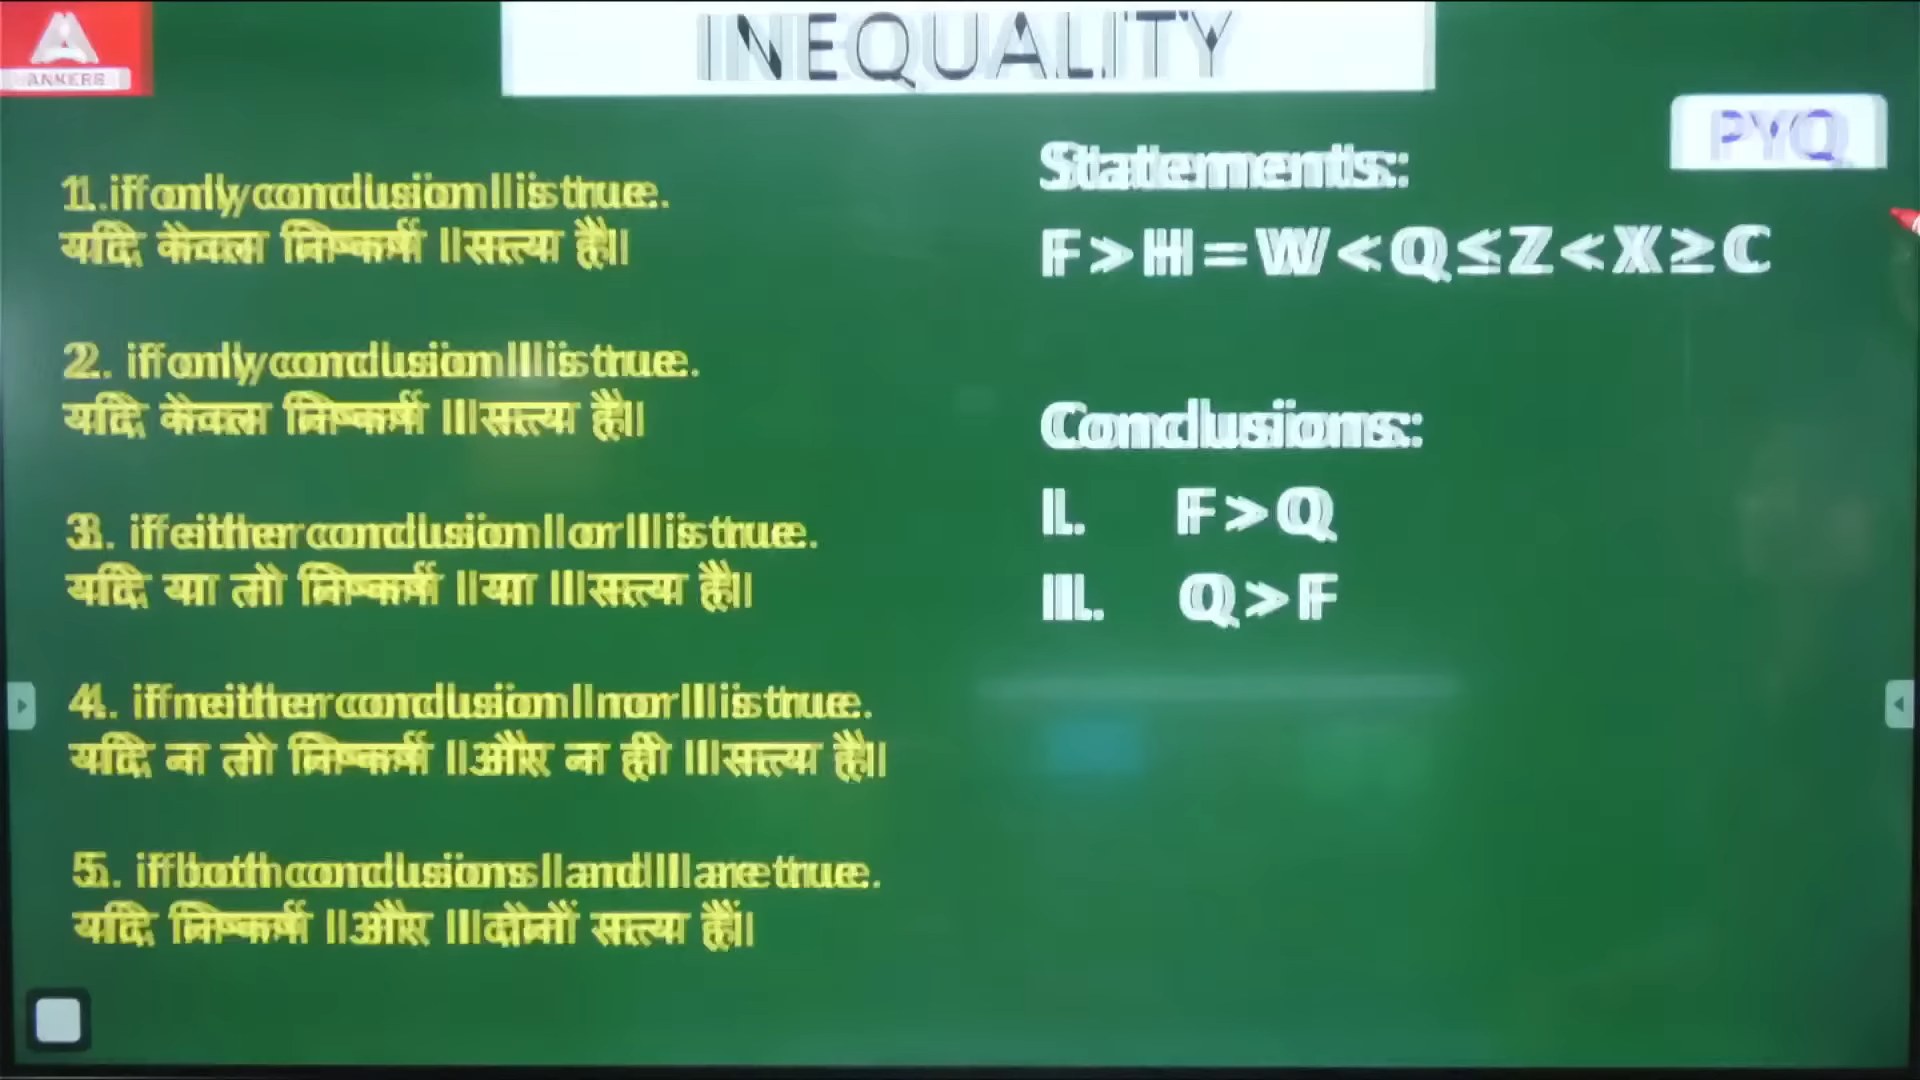 ANKERS
INEQUALITY
PYQ
1. if only conclusion I is true.
यदि केवल निष्कर्ष I सत्य है।
2. if only conclusion II is true.
यदि केवल निष्कर्ष II सत्य है।
3. if either conclusion I or II is true.
यदि या तो निष्कर्ष I या II सत्य है।
4. if neither conclusion I nor II is true.
यदि न तो निष्कर्ष I और न ही II सत्य है।
5. if both conclusions I and II are true.
यदि निष्कर्ष I और II दोनों सत्य हैं।
Statements:
F > H = W < Q ≤ Z < X ≥ C
Conclusions:
I. F > Q
II. Q > F